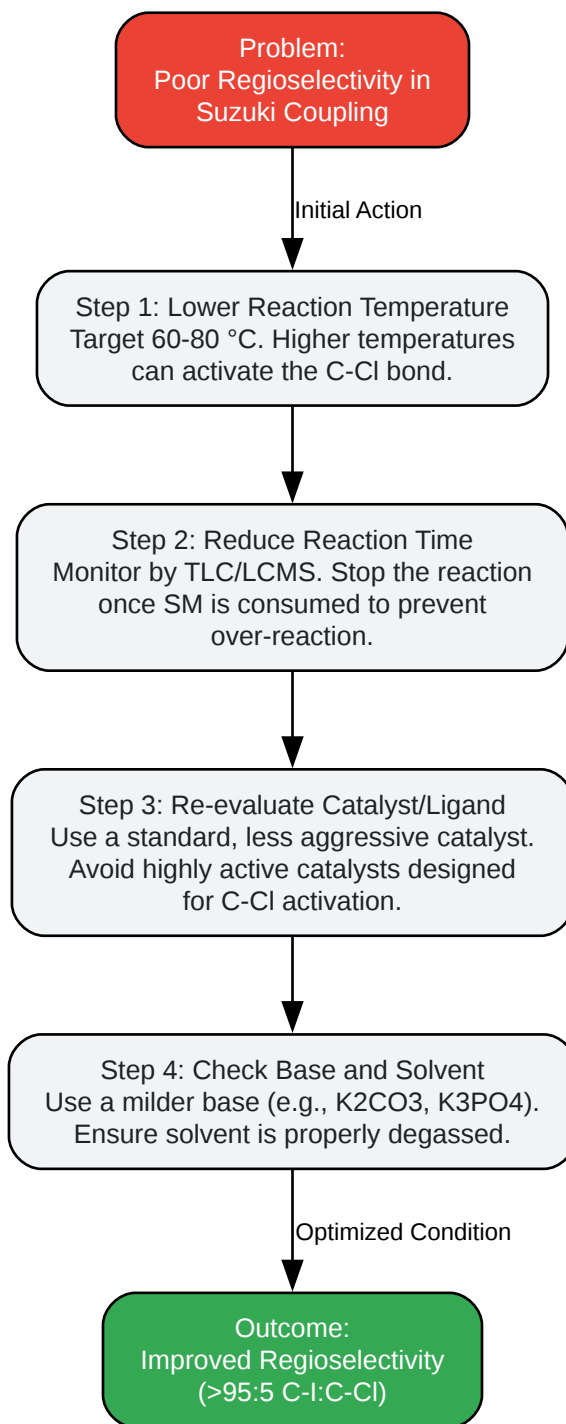 Problem:
Poor Regioselectivity in
Suzuki Coupling
Initial Action
Step 1: Lower Reaction Temperature
Target 60-80 °C. Higher temperatures
can activate the C-Cl bond.
Step 2: Reduce Reaction Time
Monitor by TLC/LCMS. Stop the reaction
once SM is consumed to prevent
over-reaction.
Step 3: Re-evaluate Catalyst/Ligand
Use a standard, less aggressive catalyst.
Avoid highly active catalysts designed
for C-Cl activation.
Step 4: Check Base and Solvent
Use a milder base (e.g., K2CO3, K3PO4).
Ensure solvent is properly degassed.
Optimized Condition
Outcome:
Improved Regioselectivity
(>95:5 C-I:C-Cl)